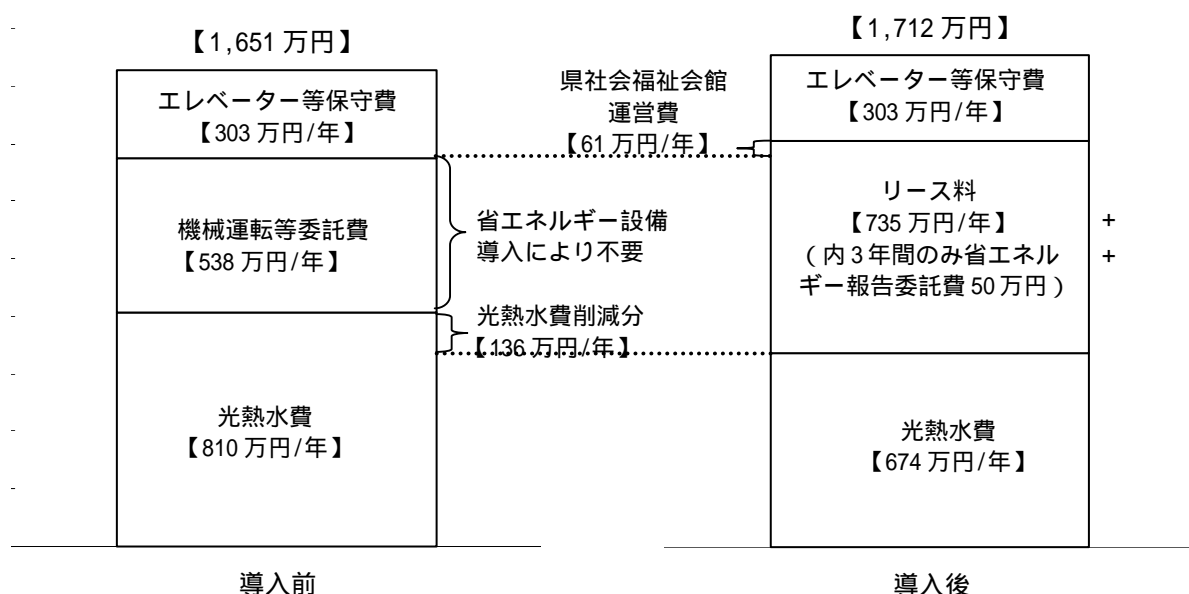 【1,651 万円】
エレベーター等保守費
【303 万円/年】
機械運転等委託費
【538 万円/年】
光熱水費
【810 万円/年】
導入前
県社会福祉会館
運営費
【61 万円/年】
省エネルギー設備
導入により不要
光熱水費削減分
【136 万円/年】
【1,712 万円】
エレベーター等保守費
【303 万円/年】
リース料
【735 万円/年】
(内 3 年間のみ省エネル
ギー報告委託費 50 万円)
+
+
光熱水費
【674 万円/年】
導入後